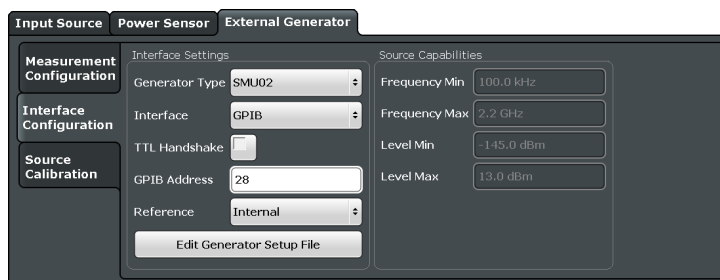 Input Source Power Sensor External Generator
Measurement Configuration
Interface Configuration
Source Calibration
Interface Settings
Generator Type SMU02
Interface GPIB
TTL Handshake
GPIB Address 28
Reference Internal
Edit Generator Setup File
Source Capabilities
Frequency Min 100.0 kHz
Frequency Max 2.2 GHz
Level Min -145.0 dBm
Level Max 13.0 dBm